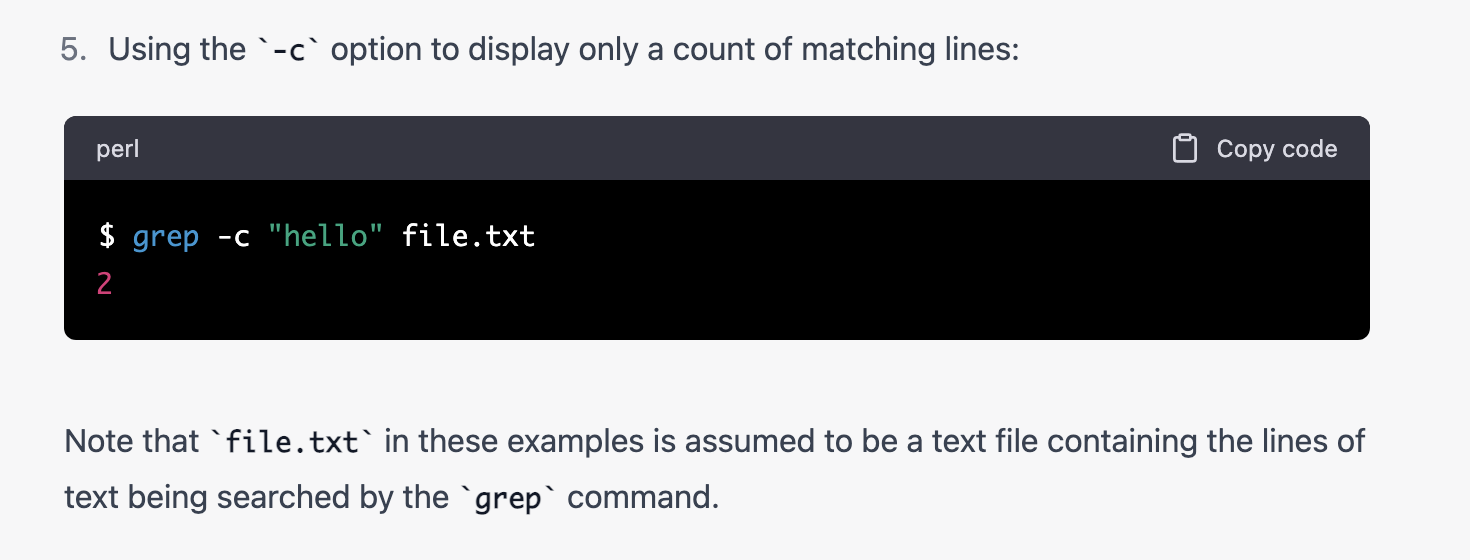 5. Using the `-c` option to display only a count of matching lines:
perl
Copy code
$ grep -c "hello" file.txt
2
Note that `file.txt` in these examples is assumed to be a text file containing the lines of
text being searched by the `grep` command.